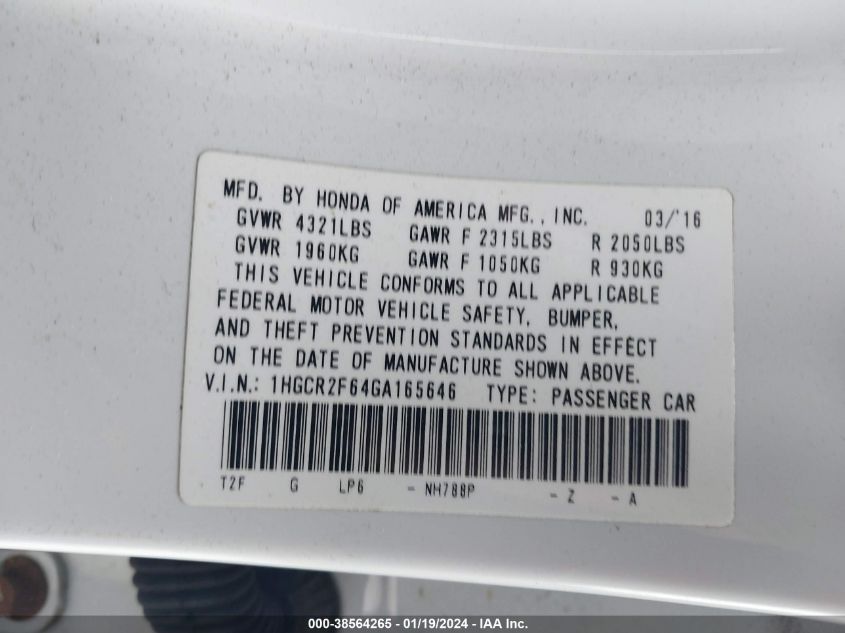 MFD. BY HONDA OF AMERICA MFG., INC. 03/'16
GVWR 4321LBS GAWR F 2315LBS R 2050LBS
GVWR 1960KG GAWR F 1050KG R 930KG
THIS VEHICLE CONFORMS TO ALL APPLICABLE
FEDERAL MOTOR VEHICLE SAFETY, BUMPER,
AND THEFT PREVENTION STANDARDS IN EFFECT
ON THE DATE OF MANUFACTURE SHOWN ABOVE.
V.I.N.: 1HGCR2F64GA165646 TYPE: PASSENGER CAR
T2F G LP6 - NH788P - Z - A
000-38564265 - 01/19/2024 - IAA Inc.